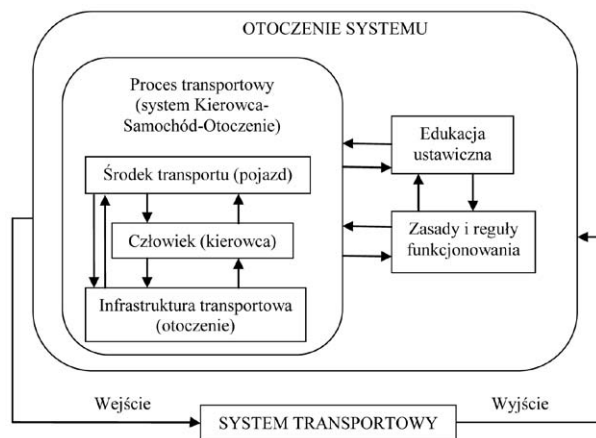 OTOCZENIE SYSTEMU
Proces transportowy
(system Kierowca-
Samochód-Otoczenie)
Środek transportu (pojazd)
Człowiek (kierowca)
Infrastruktura transportowa
(otoczenie)
Edukacja
ustawiczna
Zasady i reguły
funkcjonowania
Wejście
SYSTEM TRANSPORTOWY
Wyjście